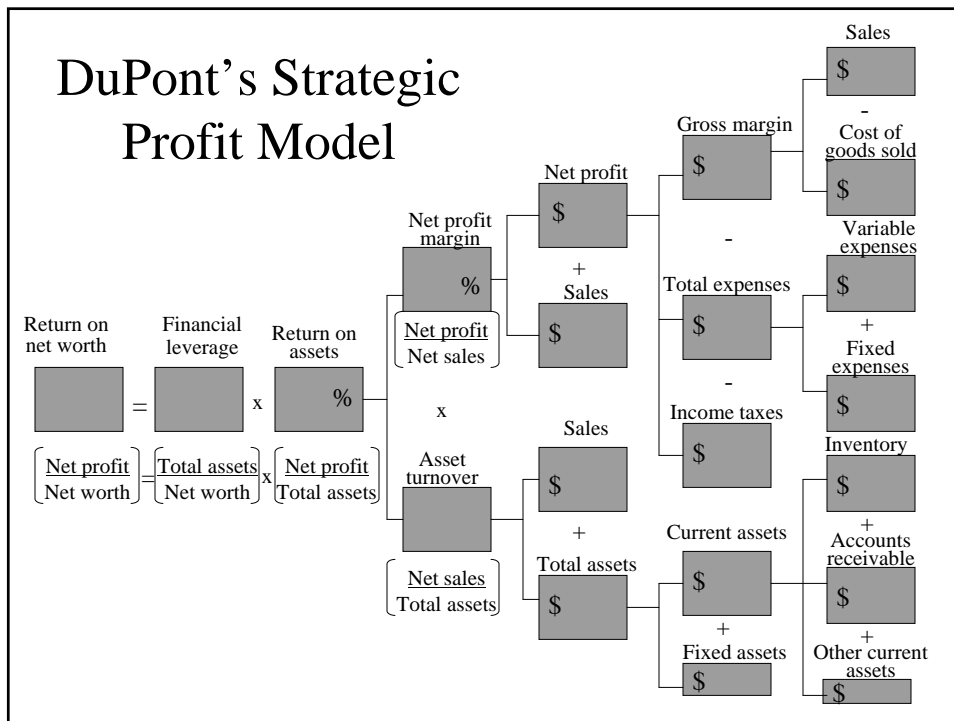 DuPont's Strategic
Profit Model
Return on
net worth
=
Financial
leverage
x
Return on
assets
%
Net profit
Net worth
=
Total assets
Net worth
x
Net profit
Total assets
Net profit
margin
%
Net profit
Net sales
x
Asset
turnover
Net sales
Total assets
Net profit
$
+
Sales
$
Sales
$
+
Total assets
$
Gross margin
$
-
Total expenses
$
-
Income taxes
$
Current assets
$
+
Fixed assets
$
Sales
$
-
Cost of
goods sold
$
Variable
expenses
$
+
Fixed
expenses
$
Inventory
$
+
Accounts
receivable
$
+
Other current
assets
$